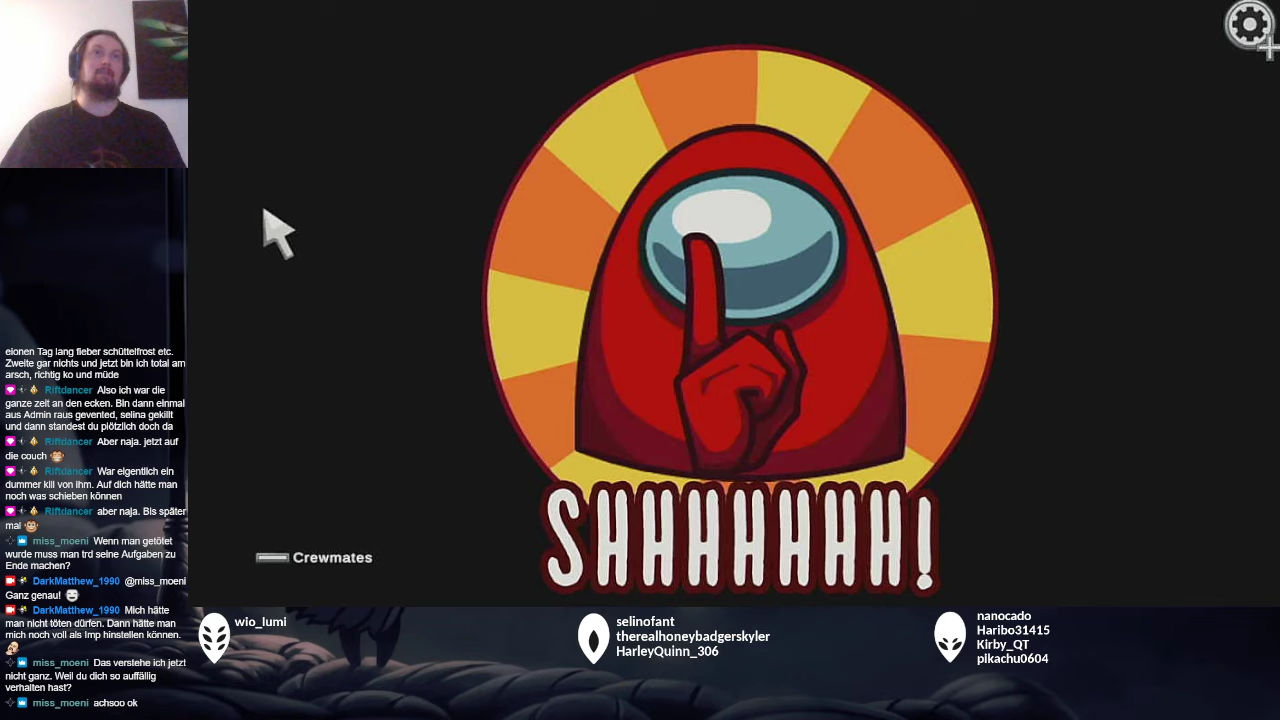 eionen Tag lang fieber schüttelfrost etc.
Zweite gar nichts und jetzt bin ich total am
arsch, richtig ko und müde
Riftdancer Also ich war die
ganze zeit an den ecken. Bin dann einmal
aus Admin raus gevented, selina gekillt
und dann standest du plötzlich doch da
Riftdancer Aber naja. jetzt auf
die couch
Riftdancer War eigentlich ein
dummer kill von ihm. Auf dich hätte man
noch was schieben können
Riftdancer aber naja. Bis später
mal
miss_moeni Wenn man getötet
wurde muss man trd seine Aufgaben zu
Ende machen?
DarkMatthew_1990 @miss_moeni
Ganz genau!
DarkMatthew_1990 Mich hätte
man nicht töten dürfen. Dann hätte man
mich noch voll als Imp hinstellen können.
miss_moeni Das verstehe ich jetzt
nicht ganz. Weil du dich so auffällig
verhalten hast?
miss_moeni achsoo ok
SHHHHHHH!
Crewmates
wio_lumi
selinofant
therealhoneybadgerskyler
HarleyQuinn_306
nanocado
Haribo31415
Kirby_QT
pikachu0604